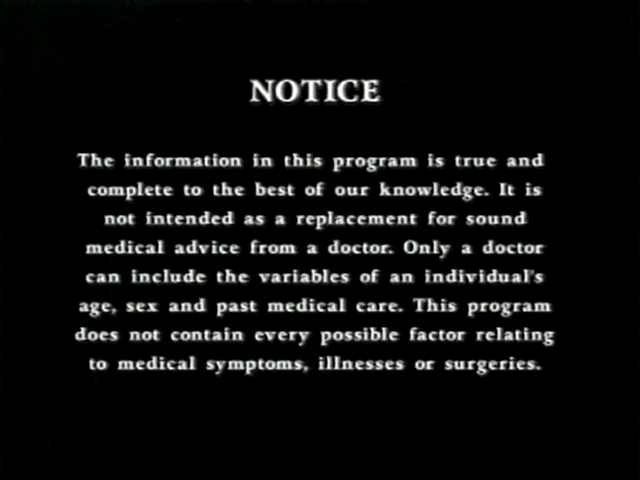 NOTICE
The information in this program is true and
complete to the best of our knowledge. It is
not intended as a replacement for sound
medical advice from a doctor. Only a doctor
can include the variables of an individual's
age, sex and past medical care. This program
does not contain every possible factor relating
to medical symptoms, illnesses or surgeries.